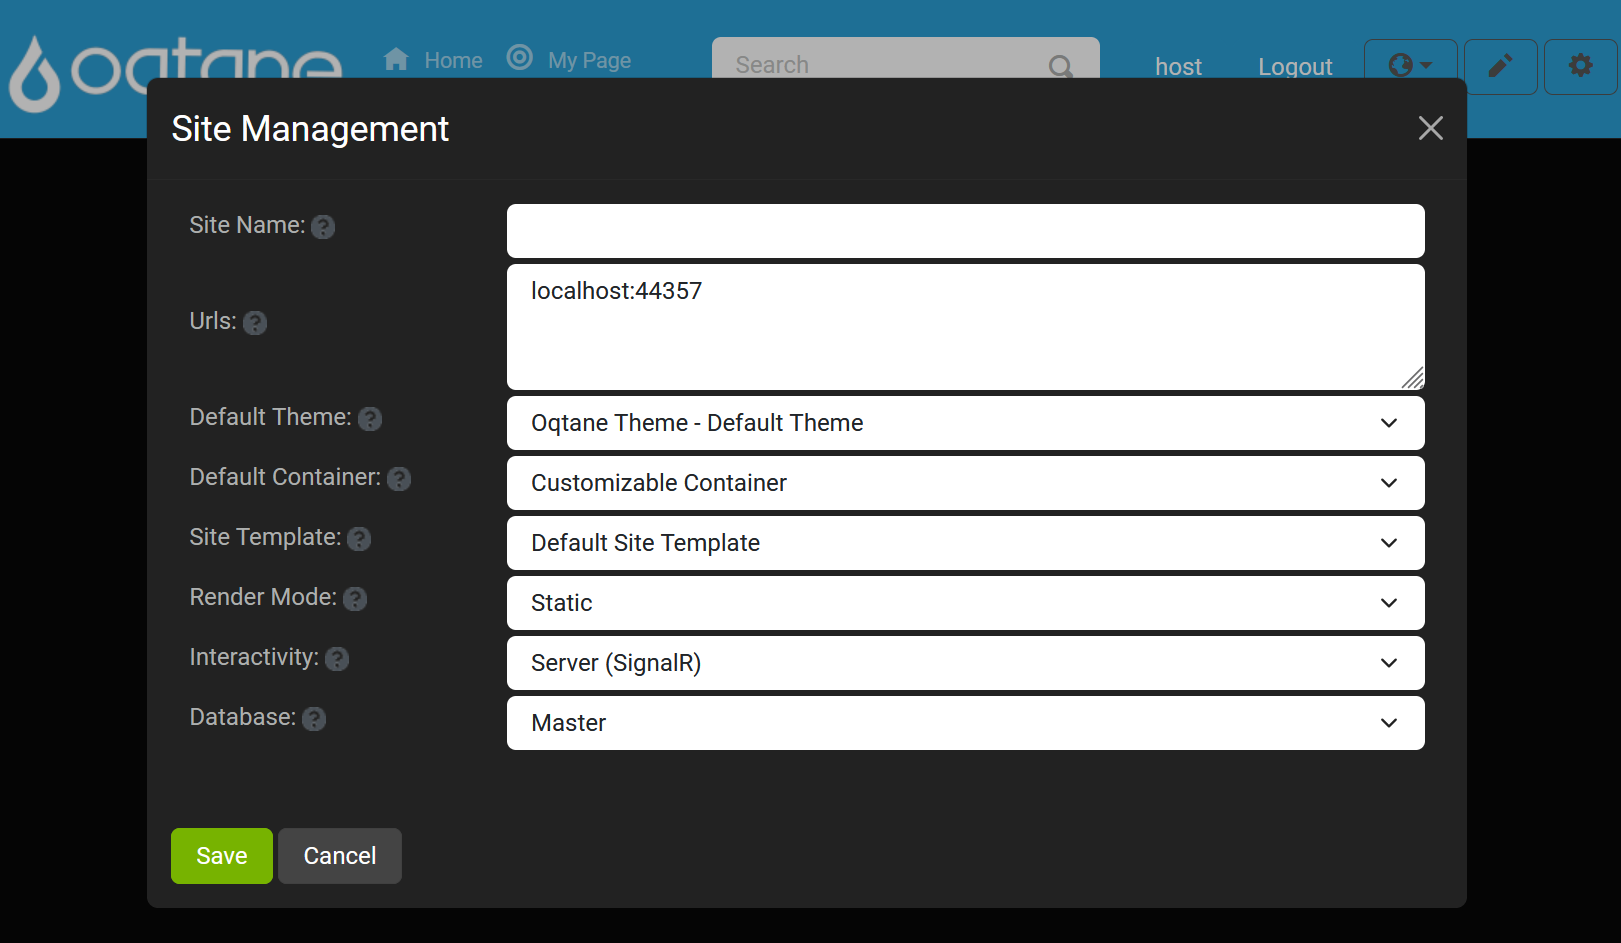 oqtane
Home
My Page
Search
host
Logout
Site Management
Site Name: ?
Urls: ?
localhost:44357
Default Theme: ?
Oqtane Theme - Default Theme
Default Container: ?
Customizable Container
Site Template: ?
Default Site Template
Render Mode: ?
Static
Interactivity: ?
Server (SignalR)
Database: ?
Master
Save
Cancel